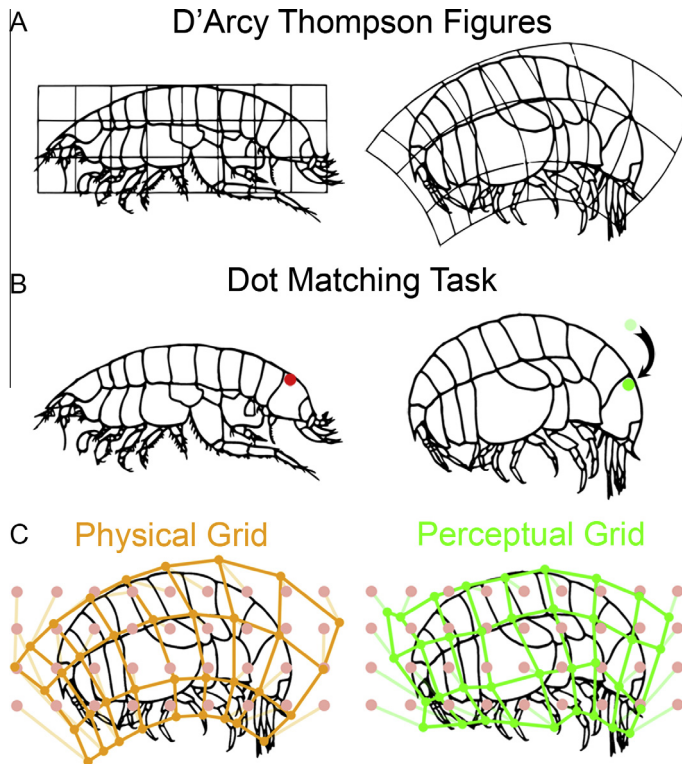 A
D'Arcy Thompson Figures
B
Dot Matching Task
C
Physical Grid
Perceptual Grid